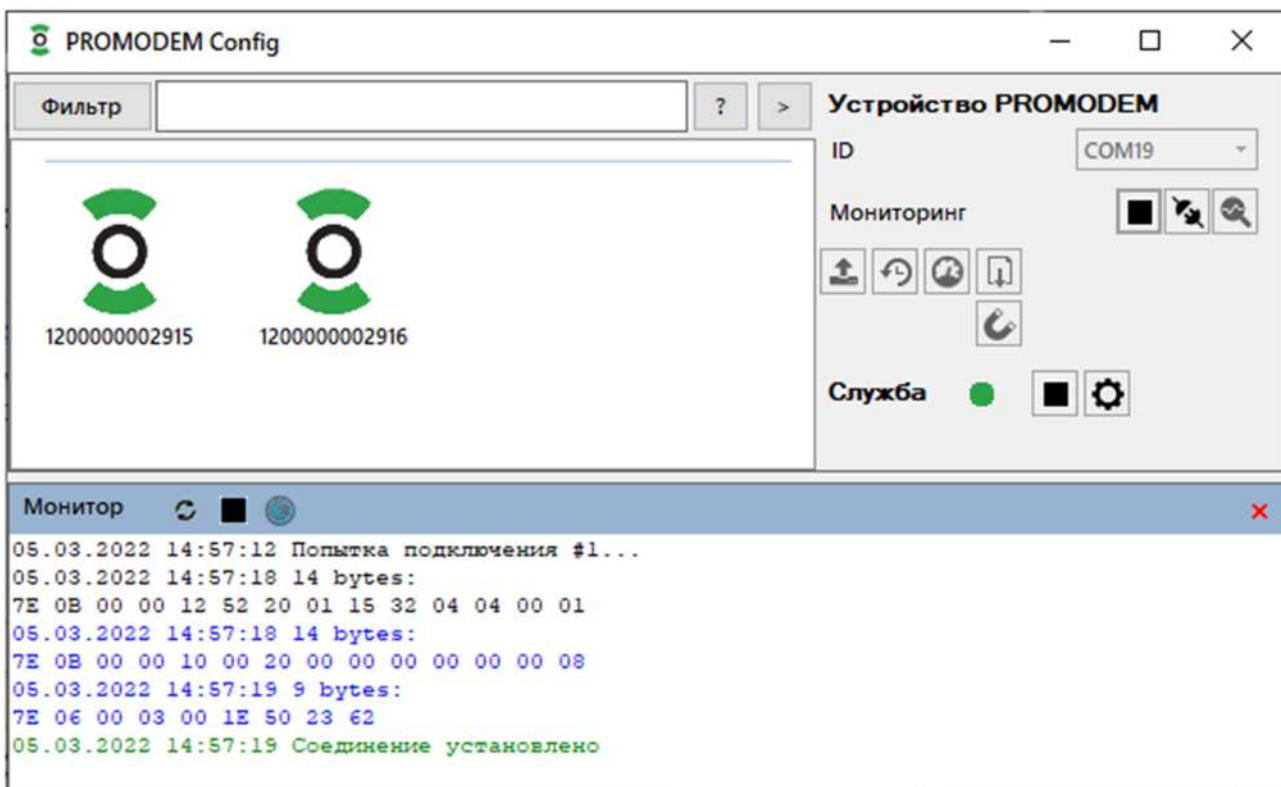 PROMODEM Config
Фильтр ? > Устройство PROMODEM
ID COM19
Мониторинг
1200000002915 1200000002916
Служба
Монитор
05.03.2022 14:57:12 Попытка подключения #1...
05.03.2022 14:57:18 14 bytes:
7E 0B 00 00 12 52 20 01 15 32 04 04 00 01
05.03.2022 14:57:18 14 bytes:
7E 0B 00 00 10 00 20 00 00 00 00 00 00 08
05.03.2022 14:57:19 9 bytes:
7E 06 00 03 00 1E 50 23 62
05.03.2022 14:57:19 Соединение установлено